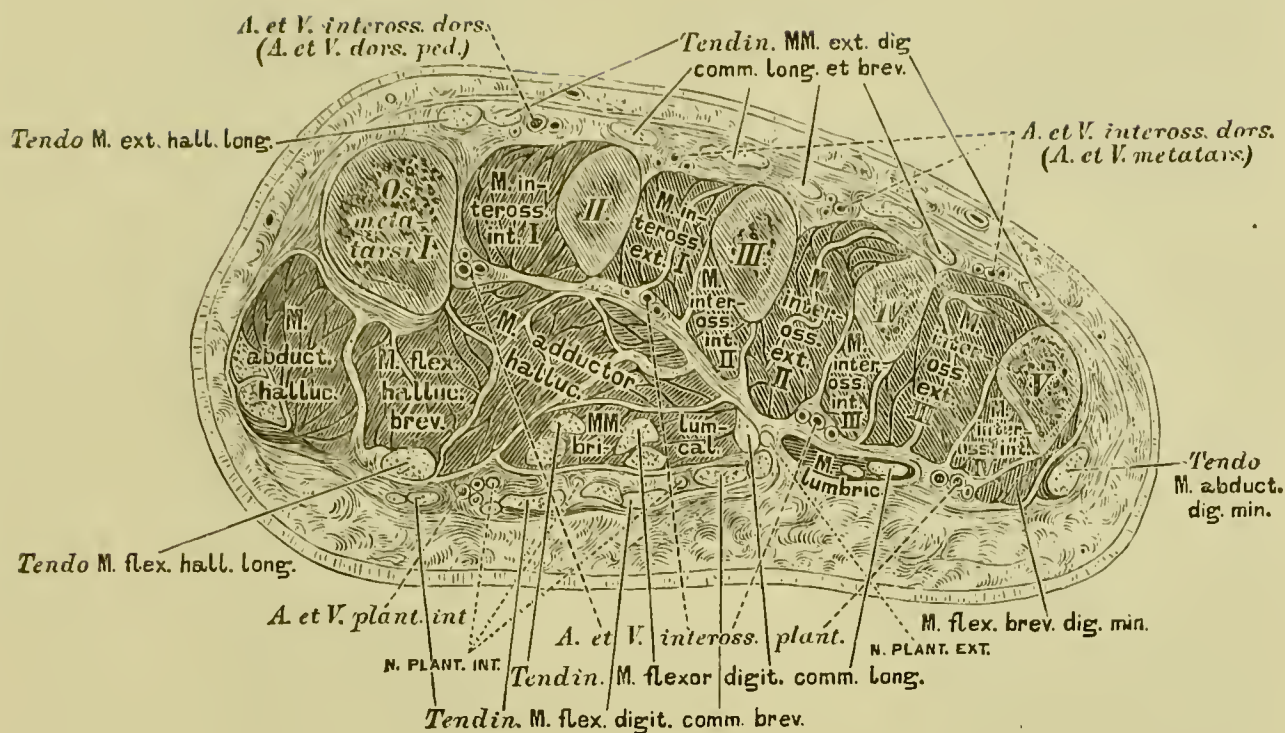 A. et V. inteross. dors.
(A. et V. dors. ped.)
Tendin. MM. ext. dig
comm. long. et brev.
Tendo M. ext. hall. long.
A. et V. inteross. dors.
(A. et V. metatars.)
Os.
meta-
tarsi I
M. in-
teross.
int. I
II.
M. in-
teross.
ext. I
III.
M.
inter-
oss.
int.
II
M.
inter-
oss.
ext.
II
IV
M.
inter-
oss.
int.
III
M.
inter-
oss.
ext.
V
M.
inter-
oss. int.
M.
abduct.
halluc.
M. flex.
halluc.
brev.
M.
adductor
halluc.
MM
lum-
bri-
cal.
M.
lumbric.
Tendo
M. abduct.
dig. min.
Tendo M. flex. hall. long.
A. et V. plant. int
N. PLANT. INT.
A. et V. inteross. plant.
M. flex. brev. dig. min.
N. PLANT. EXT.
Tendin. M. flexor digit. comm. long.
Tendin. M. flex. digit. comm. brev.